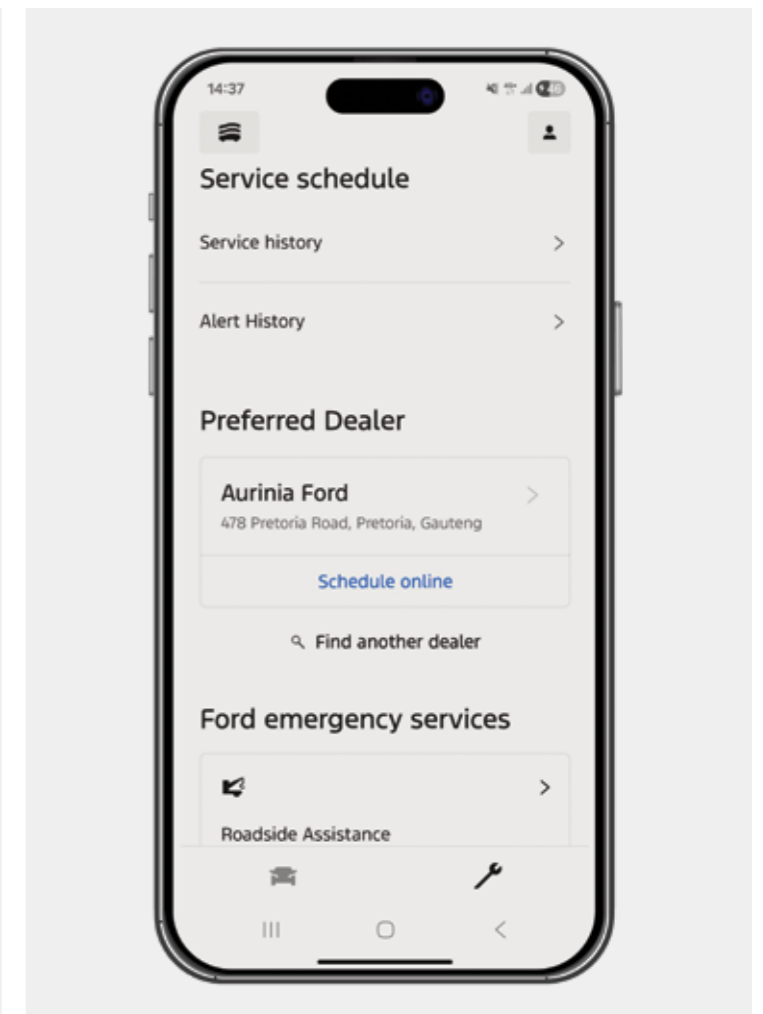 14:37
Service schedule
Service history
Alert History
Preferred Dealer
Aurinia Ford
478 Pretoria Road, Pretoria, Gauteng
Schedule online
Find another dealer
Ford emergency services
Roadside Assistance